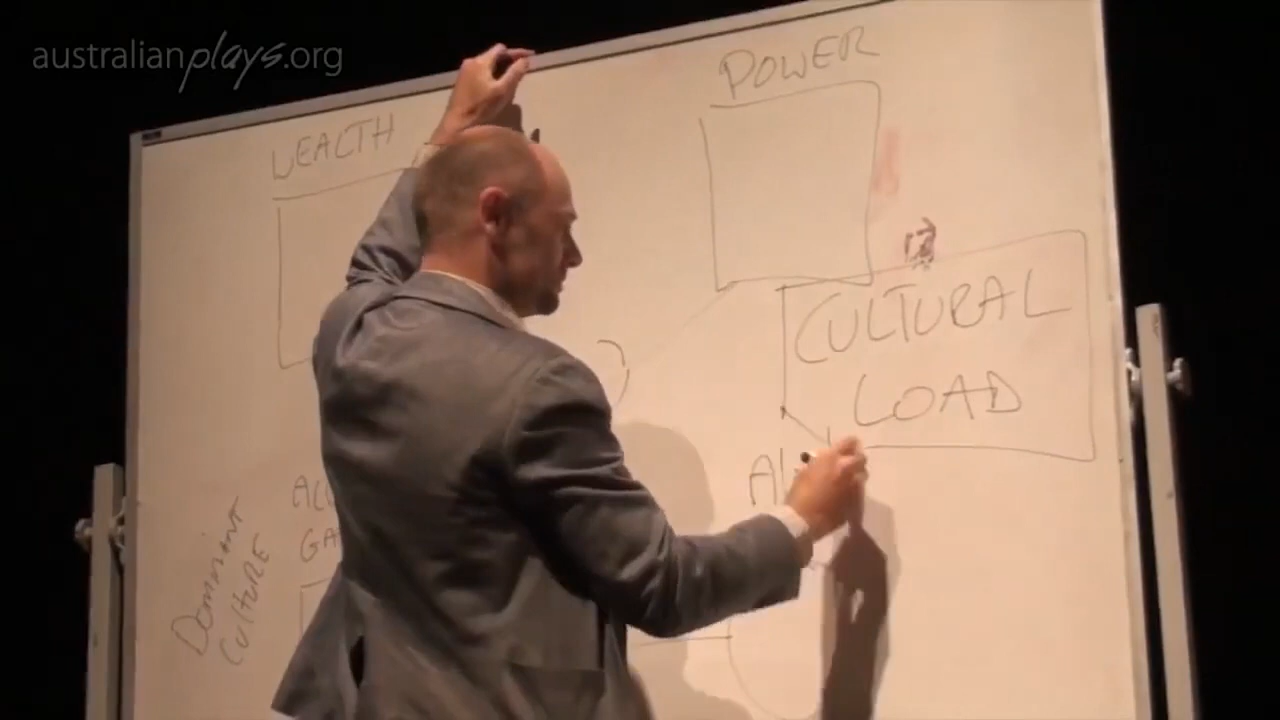 australianplays.org
WEALTH
POWER
CULTURAL
LOAD
DOMINANT
CULTURE